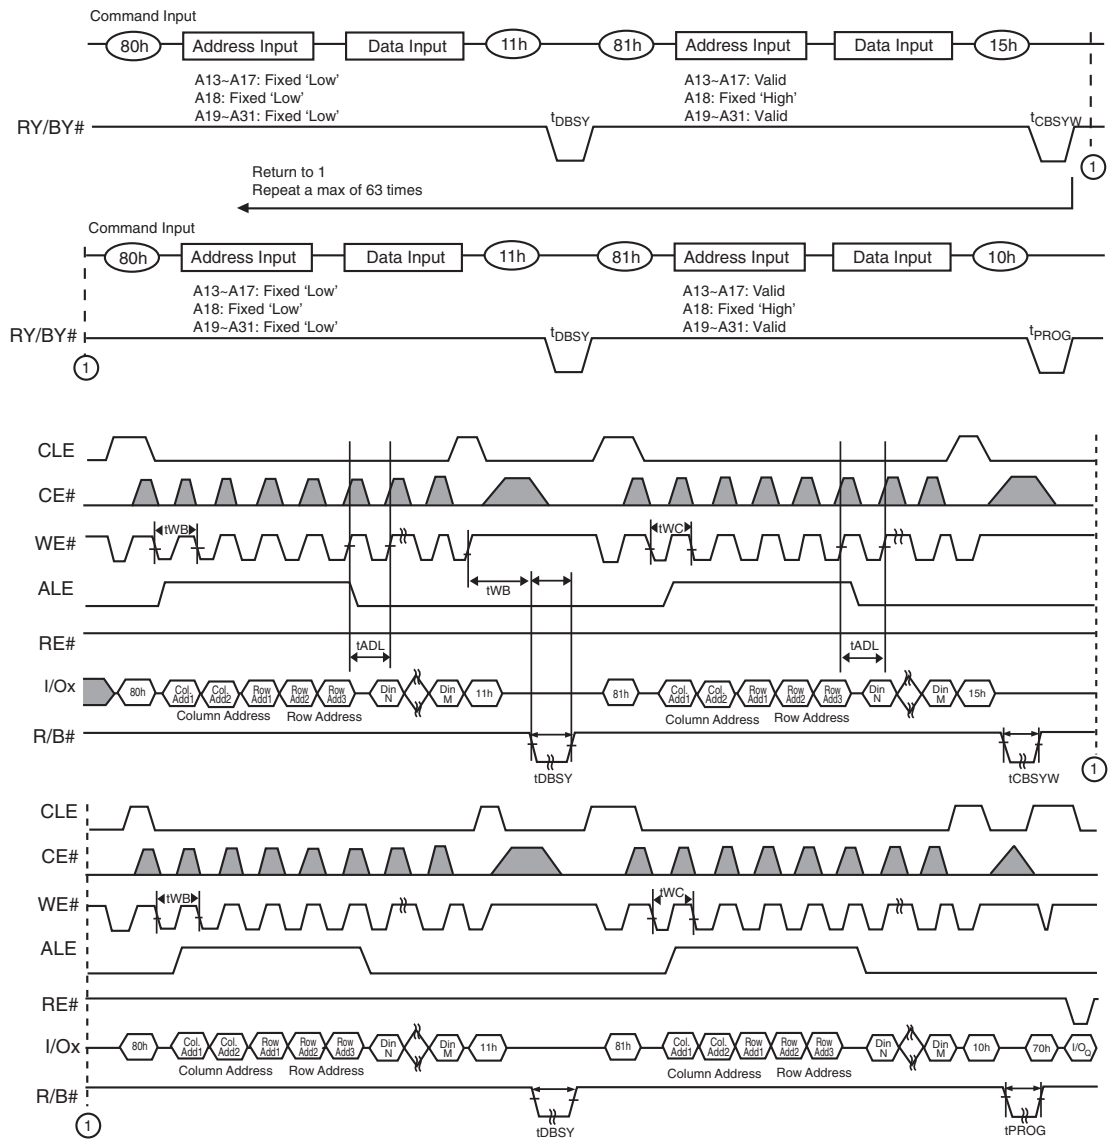 Command Input
80h Address Input Data Input 11h 81h Address Input Data Input 15h
A13~A17: Fixed 'Low' A13~A17: Valid
A18: Fixed 'Low' A18: Fixed 'High'
A19~A31: Fixed 'Low' A19~A31: Valid
RY/BY# tDBSY tCBSYW
1
Return to 1
Repeat a max of 63 times
Command Input
80h Address Input Data Input 11h 81h Address Input Data Input 10h
A13~A17: Fixed 'Low' A13~A17: Valid
A18: Fixed 'Low' A18: Fixed 'High'
A19~A31: Fixed 'Low' A19~A31: Valid
RY/BY# tDBSY tPROG
1
CLE
CE#
WE# tWB tWC
ALE tWB
RE# tADL tADL
I/Ox 80h Col. Add1 Col. Add2 Row Add1 Row Add2 Row Add3 Din N Din M 11h 81h Col. Add1 Col. Add2 Row Add1 Row Add2 Row Add3 Din N Din M 15h
Column Address Row Address Column Address Row Address
R/B# tDBSY tCBSYW 1
CLE
CE#
WE# tWB tWC
ALE
RE#
I/Ox 80h Col. Add1 Col. Add2 Row Add1 Row Add2 Row Add3 Din N Din M 11h 81h Col. Add1 Col. Add2 Row Add1 Row Add2 Row Add3 Din N Din M 10h 70h I/OQ
Column Address Row Address Column Address Row Address
R/B# tDBSY tPROG
1